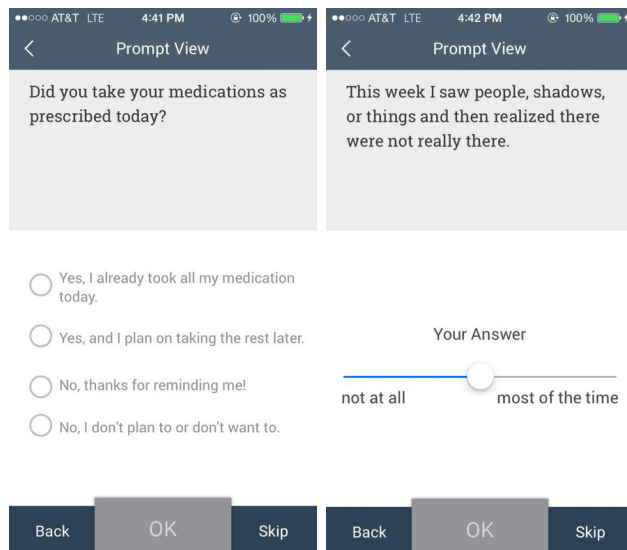 AT&T LTE 4:41 PM 100%
Prompt View
Did you take your medications as
prescribed today?
Yes, I already took all my medication
today.
Yes, and I plan on taking the rest later.
No, thanks for reminding me!
No, I don't plan to or don't want to.
Back OK Skip
AT&T LTE 4:42 PM 100%
Prompt View
This week I saw people, shadows,
or things and then realized there
were not really there.
Your Answer
not at all most of the time
Back OK Skip